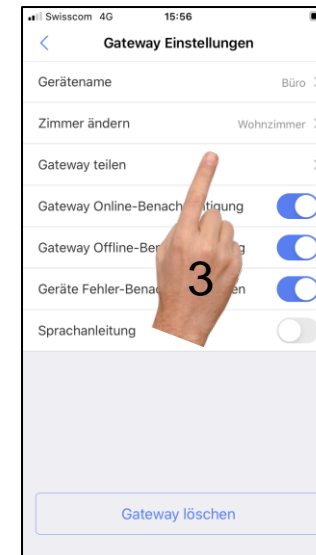 Swisscom 4G 15:56
Gateway Einstellungen
Gerätename Büro
Zimmer ändern Wohnzimmer
Gateway teilen
Gateway Online-Benach tigung
Gateway Offline-Be g
Geräte Fehler-Bena en
3
Sprachanleitung
Gateway löschen